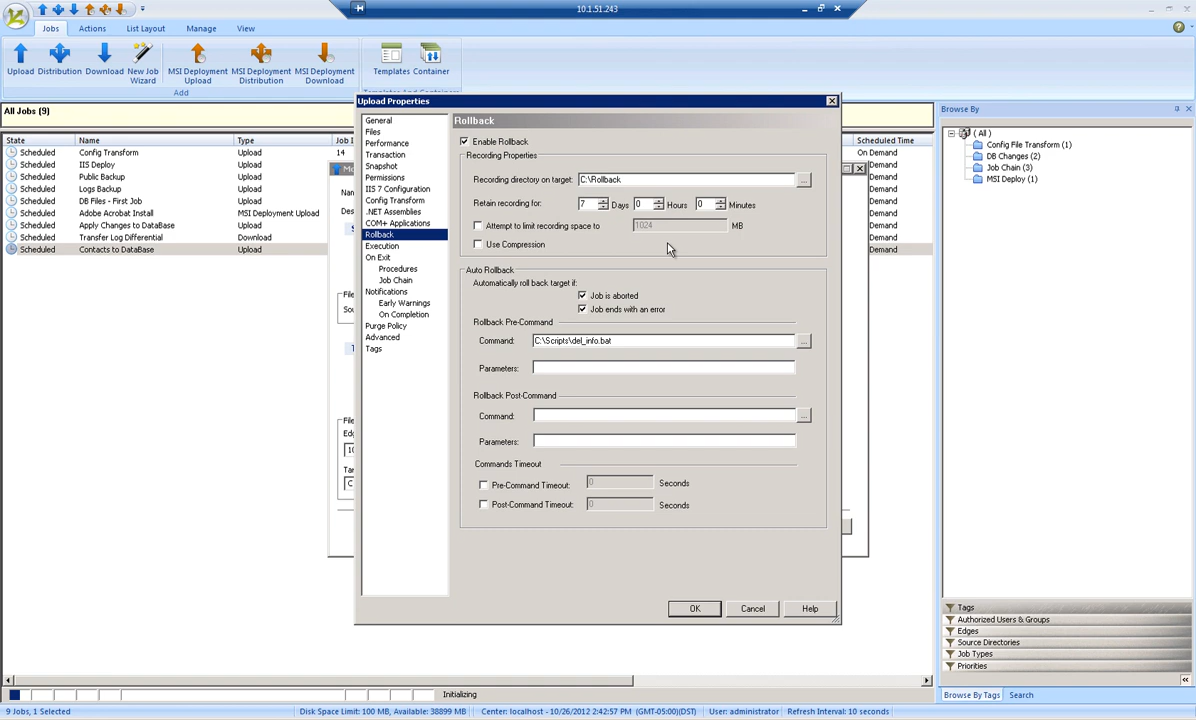 10.1.51.243
Jobs Actions List Layout Manage View
Upload Distribution Download New Job Wizard MSI Deployment Upload MSI Deployment Distribution MSI Deployment Download Templates Container
Add
All Jobs (9)
State Name Type Job I Scheduled Time
Scheduled Config Transform Upload 14 On Demand
Scheduled IIS Deploy Upload Demand
Scheduled Public Backup Upload Demand
Scheduled Logs Backup Upload Demand
Scheduled DB Files - First Job Upload Demand
Scheduled Adobe Acrobat Install MSI Deployment Upload Demand
Scheduled Apply Changes to DataBase Upload Demand
Scheduled Transfer Log Differential Download Demand
Scheduled Contacts to DataBase Upload Demand
Upload Properties
General
Files
Performance
Transaction
Snapshot
Permissions
IIS 7 Configuration
Config Transform
.NET Assemblies
COM+ Applications
Rollback
Execution
On Exit
Procedures
Job Chain
Notifications
Early Warnings
On Completion
Purge Policy
Advanced
Tags
Rollback
Enable Rollback
Recording Properties
Recording directory on target: C:\Rollback ...
Retain recording for: 7 Days 0 Hours 0 Minutes
Attempt to limit recording space to 1024 MB
Use Compression
Auto Rollback
Automatically roll back target if:
Job is aborted
Job ends with an error
Rollback Pre-Command
Command: C:\Scripts\del_info.bat ...
Parameters:
Rollback Post-Command
Command: ...
Parameters:
Commands Timeout
Pre-Command Timeout: 0 Seconds
Post-Command Timeout: 0 Seconds
OK Cancel Help
Browse By
( All )
Config File Transform (1)
DB Changes (2)
Job Chain (3)
MSI Deploy (1)
Tags
Authorized Users & Groups
Edges
Source Directories
Job Types
Priorities
Browse By Tags Search
Initializing
9 Jobs, 1 Selected Disk Space Limit: 100 MB, Available: 38899 MB Center: localhost - 10/26/2012 2:42:57 PM (GMT-05:00)(DST) User: administrator Refresh Interval: 10 seconds